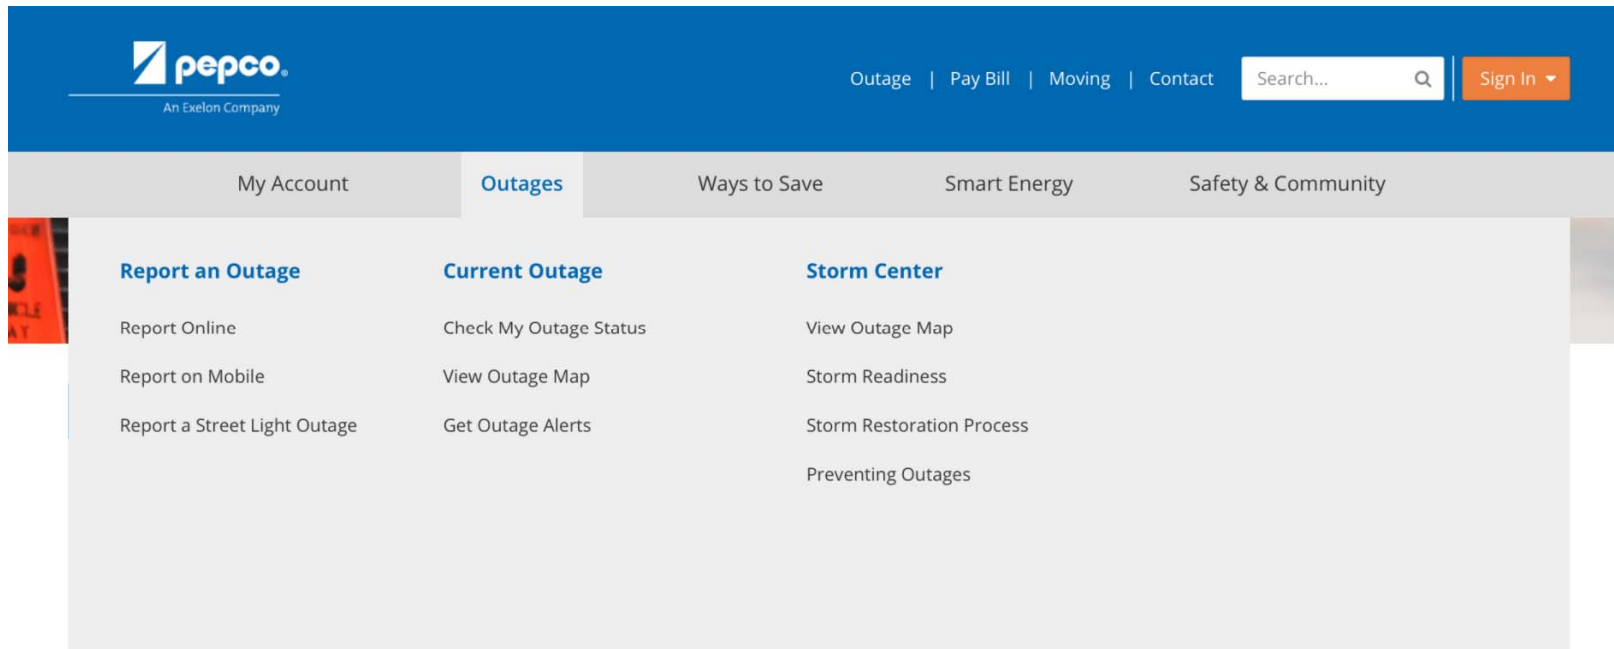 pepco®
An Exelon Company
Outage | Pay Bill | Moving | Contact Search... Sign In
My Account Outages Ways to Save Smart Energy Safety & Community
Report an Outage
Report Online
Report on Mobile
Report a Street Light Outage
Current Outage
Check My Outage Status
View Outage Map
Get Outage Alerts
Storm Center
View Outage Map
Storm Readiness
Storm Restoration Process
Preventing Outages